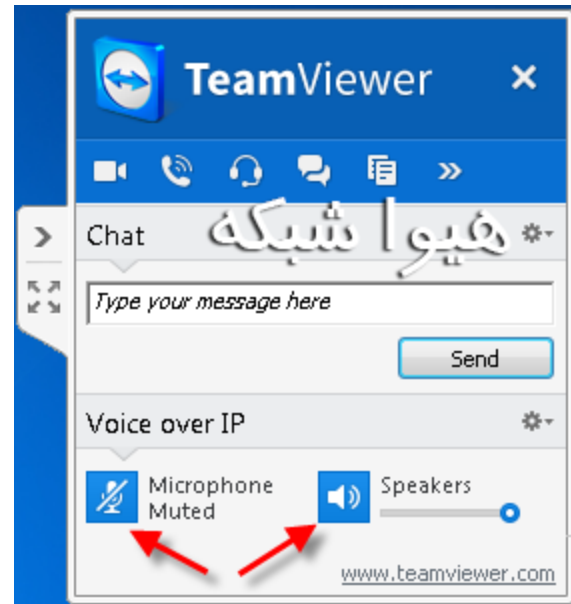 TeamViewer
Chat
هیوا شبکه
Type your message here
Send
Voice over IP
Microphone Muted
Speakers
www.teamviewer.com